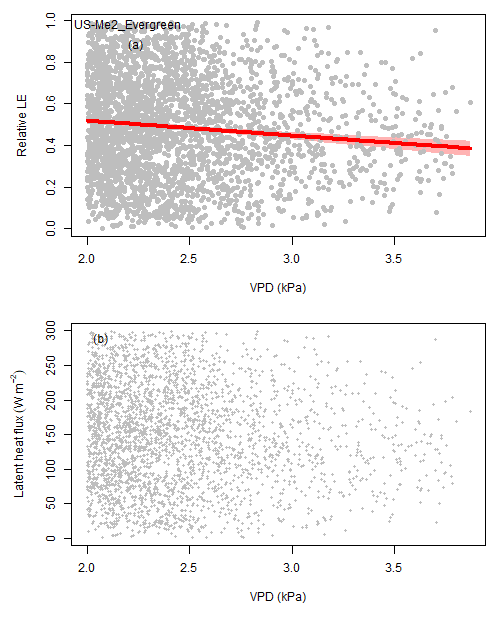 US-Me2_Evergreen
(a)
1.0
0.8
0.6
0.4
0.2
0.0
Relative LE
2.0 2.5 3.0 3.5
VPD (kPa)
(b)
300
250
200
150
100
50
0
Latent heat flux (W m⁻²)
2.0 2.5 3.0 3.5
VPD (kPa)